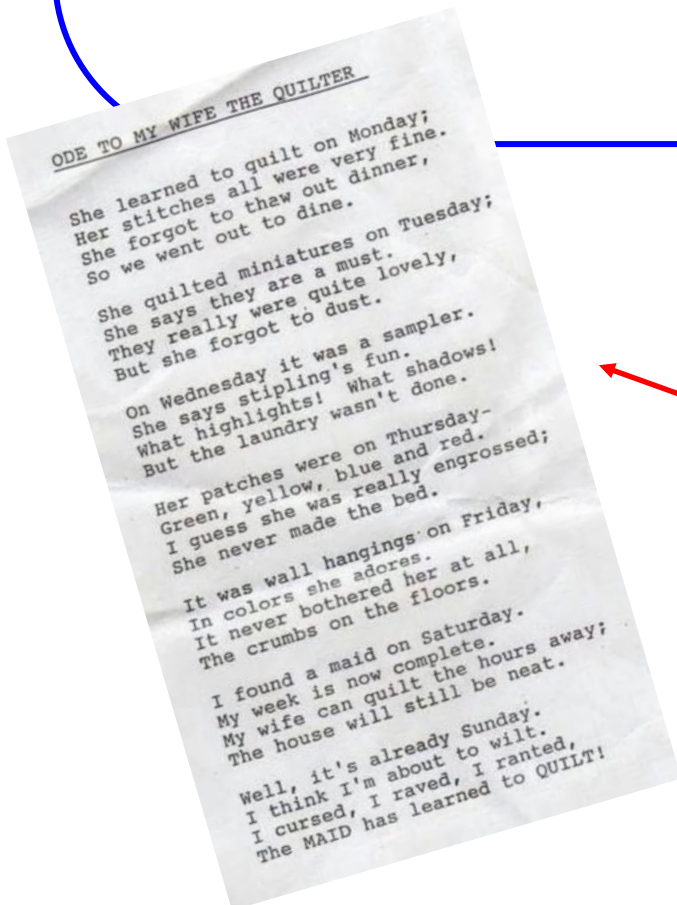 ODE TO MY WIFE THE QUILTER
She learned to quilt on Monday;
Her stitches all were very fine.
She forgot to thaw out dinner,
So we went out to dine.
She quilted miniatures on Tuesday;
She says they are a must.
They really were quite lovely,
But she forgot to dust.
On Wednesday it was a sampler.
She says stipling's fun.
What highlights! What shadows!
But the laundry wasn't done.
Her patches were on Thursday-
Green, yellow, blue and red.
I guess she was really engrossed;
She never made the bed.
It was wall hangings on Friday,
In colors she adores.
It never bothered her at all,
The crumbs on the floors.
I found a maid on Saturday.
My week is now complete.
My wife can quilt the hours away;
The house will still be neat.
Well, it's already Sunday.
I think I'm about to wilt.
I cursed, I raved, I ranted,
The MAID has learned to QUILT!